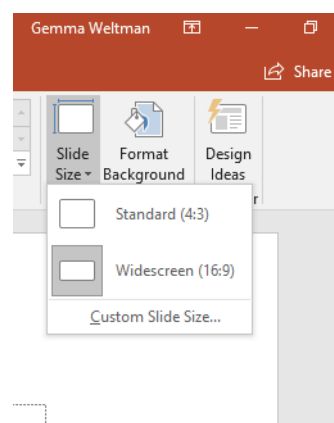 Gemma Weltman
Share
Slide Size
Format Background
Design Ideas
r
Standard (4:3)
Widescreen (16:9)
Custom Slide Size...